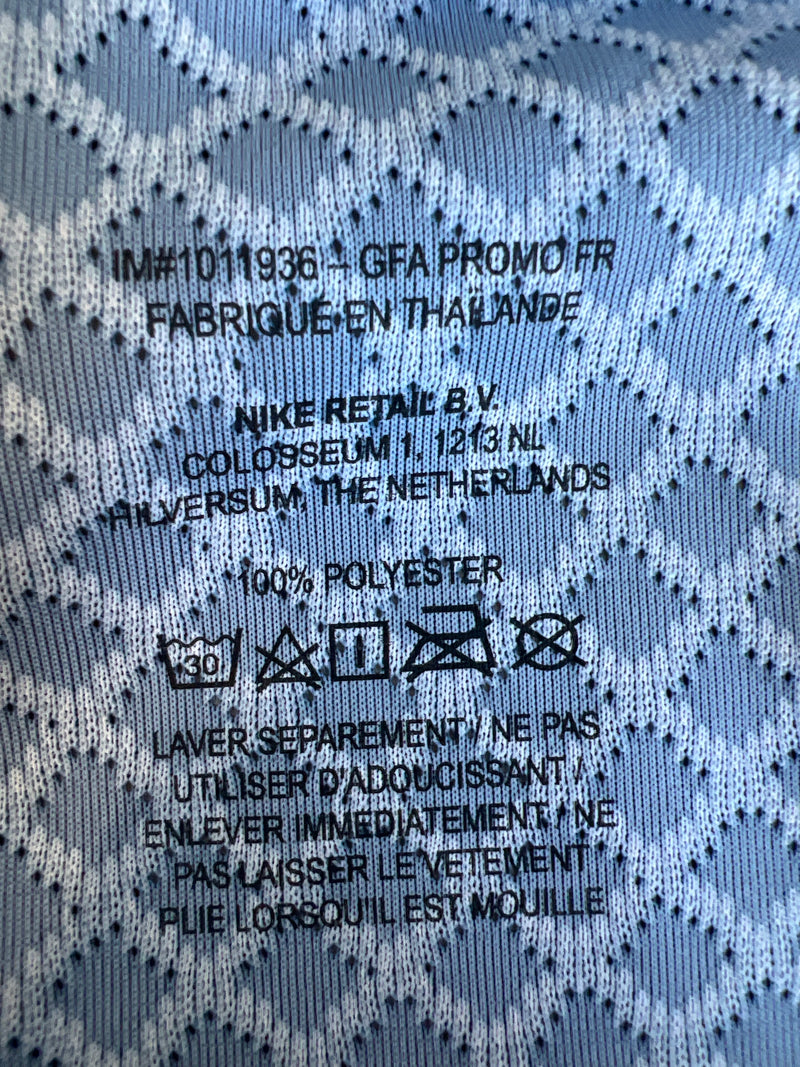 IM#1011936 – GFA PROMO FR
FABRIQUÉ EN THAILANDE
NIKE RETAIL B.V.
COLOSSEUM 1, 1213 NL
HILVERSUM, THE NETHERLANDS
100% POLYESTER
30
LAVER SEPAREMENT / NE PAS
UTILISER D'ADOUCISSANT /
ENLEVER IMMEDIATEMENT / NE
PAS LAISSER LE VETEMENT
PLIE LORSQU'IL EST MOUILLE